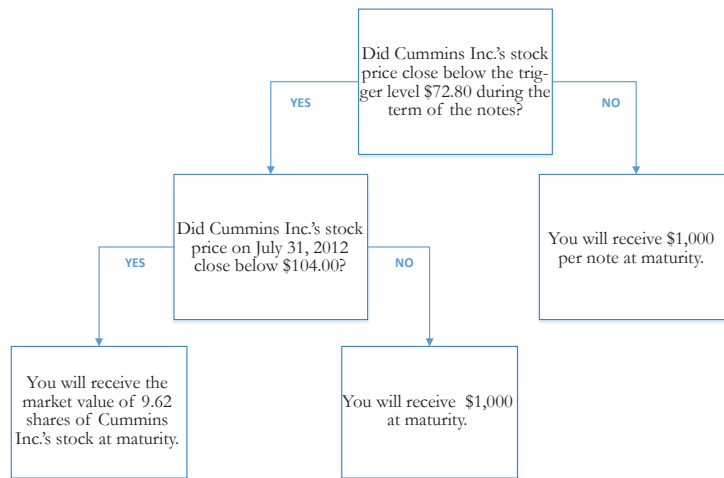 Did Cummins Inc.'s stock
price close below the trig-
ger level $72.80 during the
term of the notes?
YES
NO
Did Cummins Inc.'s stock
price on July 31, 2012
close below $104.00?
You will receive $1,000
per note at maturity.
YES
NO
You will receive the
market value of 9.62
shares of Cummins
Inc.'s stock at maturity.
You will receive $1,000
at maturity.